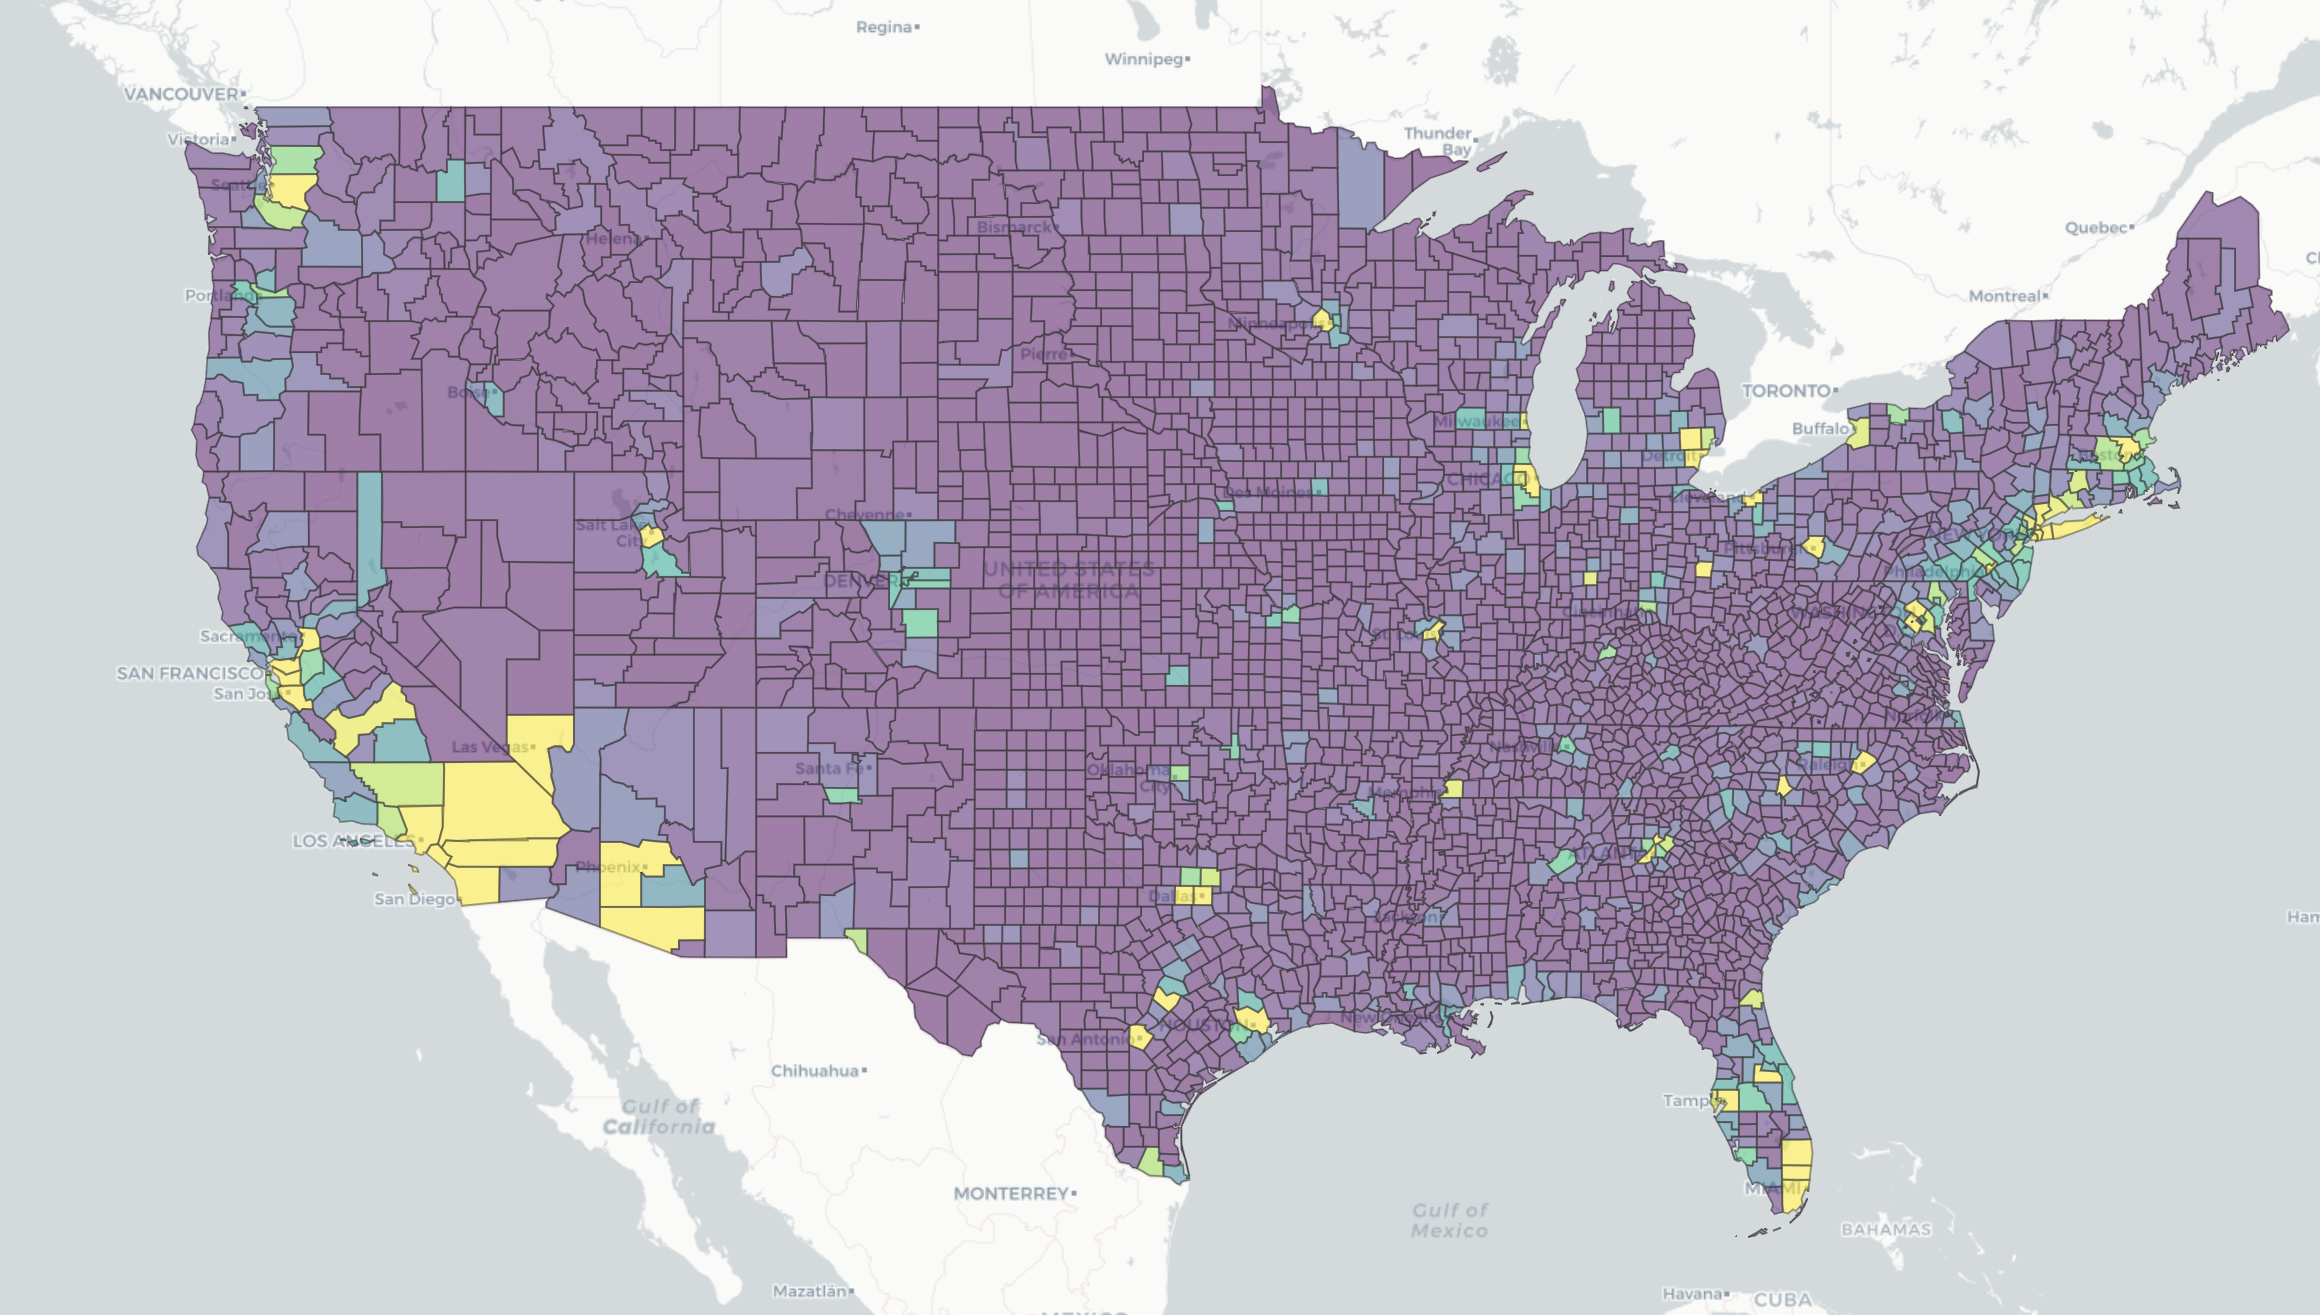 Regina
Winnipeg
VANCOUVER
Victoria
Thunder
Bay
Seattle
Quebec
Bismarck
Helena
Montreal
Portland
Minneapolis
Pierre
TORONTO
Boise
Milwaukee
Buffalo
Detroit
Boston
CHICAGO
Des Moines
Cleveland
Cheyenne
Salt Lake
City
NEW YORK
Pittsburgh
UNITED STATES
OF AMERICA
DENVER
Philadelphia
Cincinnati
WASHINGTON
Sacramento
St. Louis
SAN FRANCISCO
San Jose
Norfolk
Las Vegas
Nashville
Santa Fe
Oklahoma
City
Raleigh
Memphis
LOS ANGELES
ATLANTA
Phoenix
San Diego
Dallas
Jackson
Ham
New Orleans
HOUSTON
San Antonio
Chihuahua
Gulf of
California
Tampa
MIAMI
MONTERREY
Gulf of
Mexico
BAHAMAS
Mazatlán
Havana
CUBA
MEXICO